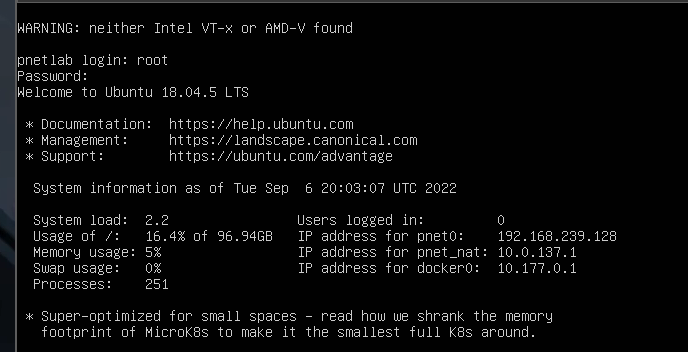 WARNING: neither Intel VT-x or AMD-V found
pnetlab login: root
Password:
Welcome to Ubuntu 18.04.5 LTS
* Documentation:  https://help.ubuntu.com
* Management:     https://landscape.canonical.com
* Support:        https://ubuntu.com/advantage
System information as of Tue Sep  6 20:03:07 UTC 2022
System load:  2.2                Users logged in:         0
Usage of /:   16.4% of 96.94GB   IP address for pnet0:    192.168.239.128
Memory usage: 5%                 IP address for pnet_nat: 10.0.137.1
Swap usage:   0%                 IP address for docker0:  10.177.0.1
Processes:    251
* Super-optimized for small spaces - read how we shrank the memory
footprint of MicroK8s to make it the smallest full K8s around.